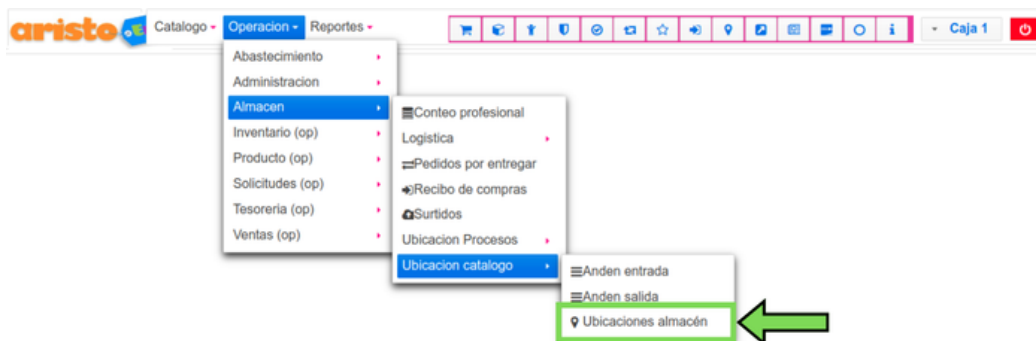 aristo.e Catalogo Operacion Reportes i Caja 1
Abastecimiento
Administracion
Almacen
Inventario (op)
Producto (op)
Solicitudes (op)
Tesoreria (op)
Ventas (op)
Conteo profesional
Logistica
Pedidos por entregar
Recibo de compras
Surtidos
Ubicacion Procesos
Ubicacion catalogo
Anden entrada
Anden salida
Ubicaciones almacén